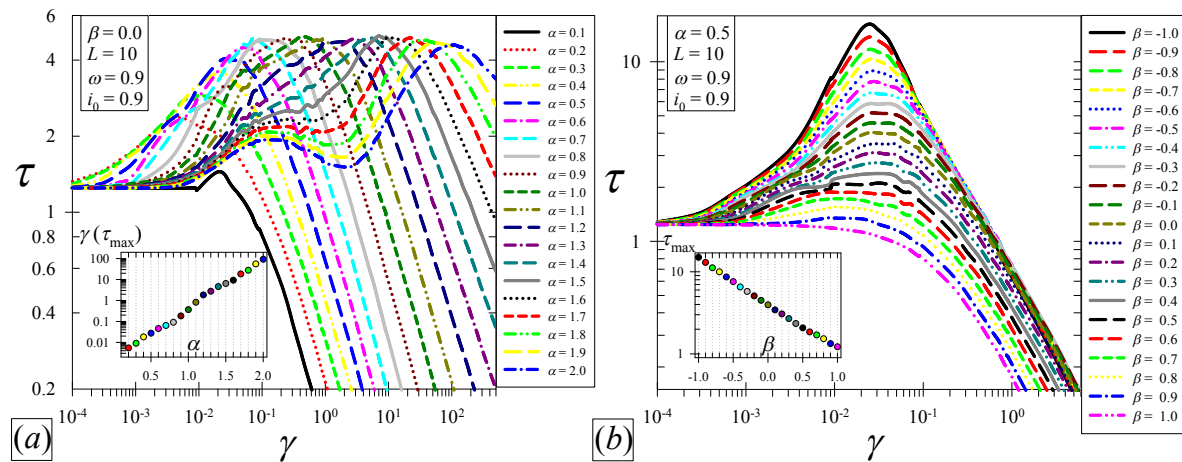 6
4
2
1
0.8
0.6
0.4
0.2
τ
β = 0.0
L = 10
ω = 0.9
i₀ = 0.9
γ (τmax)
100
10
1
0.1
0.01
α
0.5 1.0 1.5 2.0
10⁻⁴ 10⁻³ 10⁻² 10⁻¹ 10⁰ 10¹ 10²
γ
(a)
α = 0.1
α = 0.2
α = 0.3
α = 0.4
α = 0.5
α = 0.6
α = 0.7
α = 0.8
α = 0.9
α = 1.0
α = 1.1
α = 1.2
α = 1.3
α = 1.4
α = 1.5
α = 1.6
α = 1.7
α = 1.8
α = 1.9
α = 2.0
10
1
τ
α = 0.5
L = 10
ω = 0.9
i₀ = 0.9
τmax
10
1
β
-1.0 -0.5 0.0 0.5 1.0
10⁻⁴ 10⁻³ 10⁻² 10⁻¹ 10⁰
γ
(b)
β = -1.0
β = -0.9
β = -0.8
β = -0.7
β = -0.6
β = -0.5
β = -0.4
β = -0.3
β = -0.2
β = -0.1
β = 0.0
β = 0.1
β = 0.2
β = 0.3
β = 0.4
β = 0.5
β = 0.6
β = 0.7
β = 0.8
β = 0.9
β = 1.0